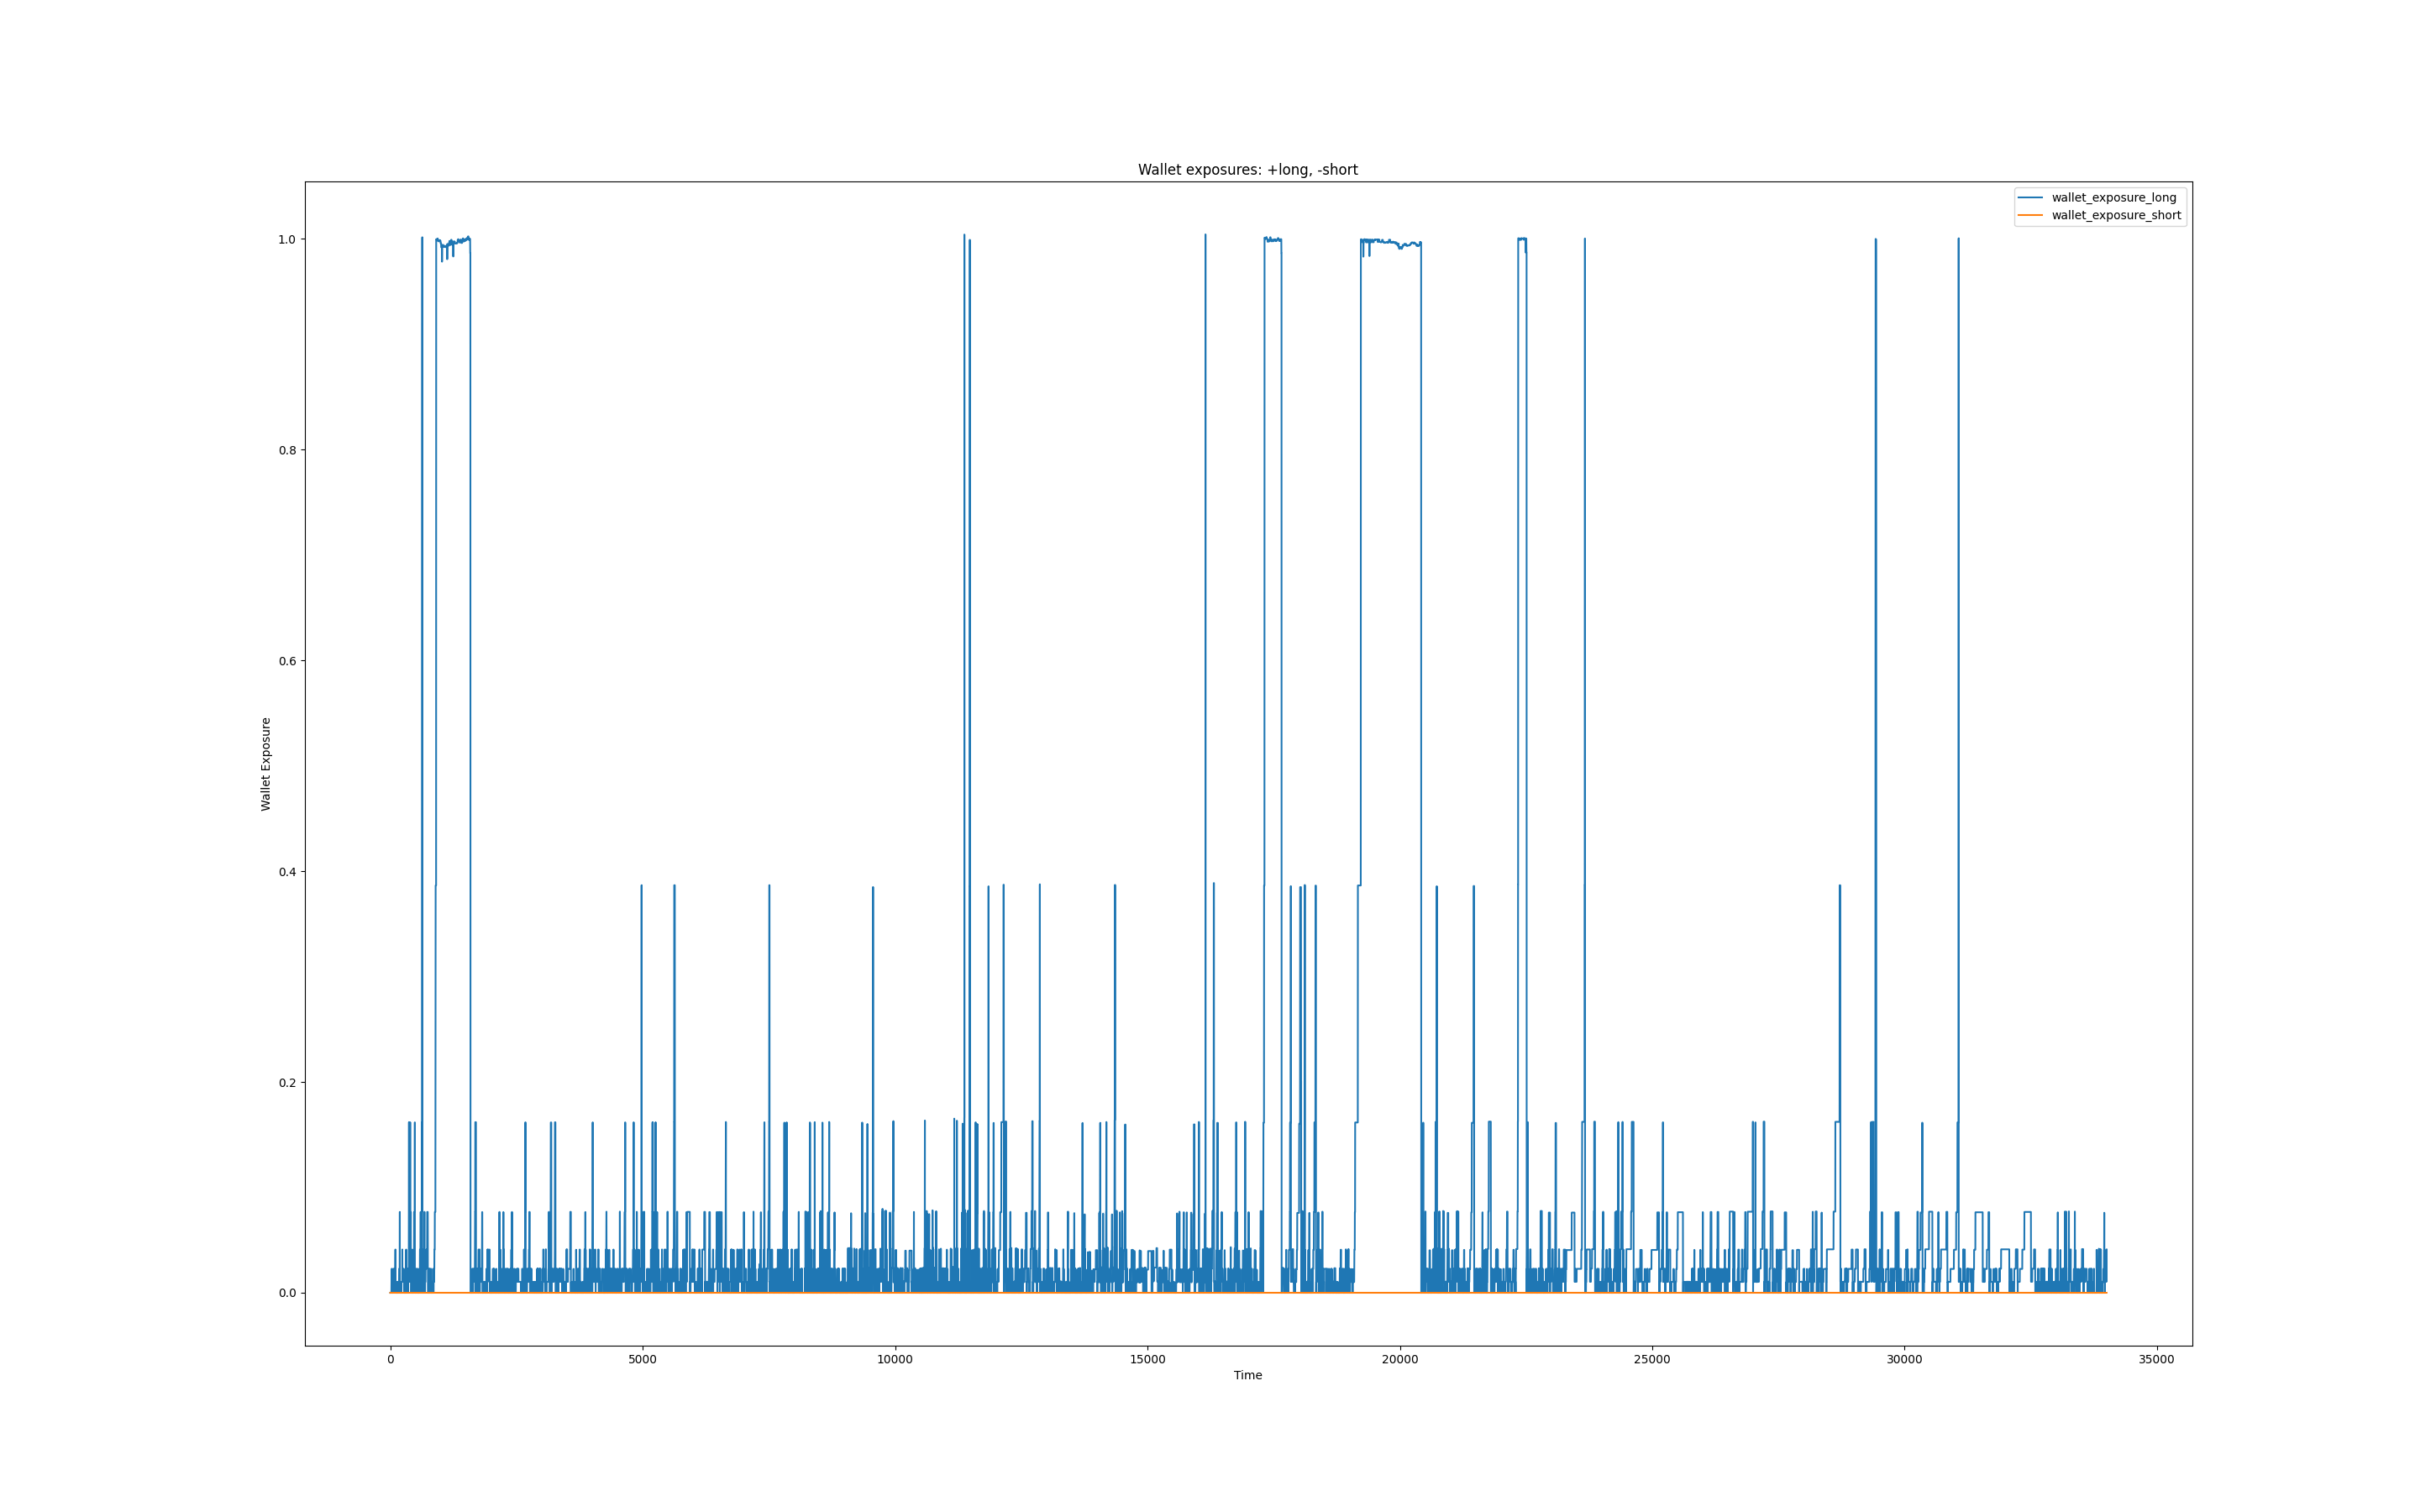 Wallet exposures: +long, -short
wallet_exposure_long
wallet_exposure_short
1.0
0.8
0.6
0.4
0.2
0.0
Wallet Exposure
0 5000 10000 15000 20000 25000 30000 35000
Time